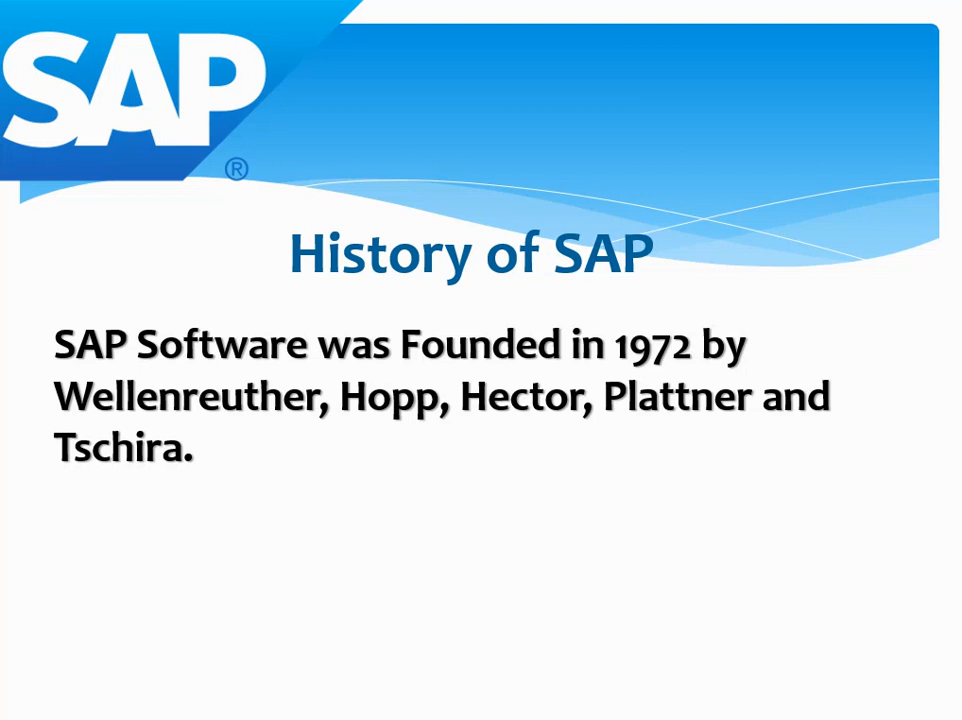 SAP
®
History of SAP
SAP Software was Founded in 1972 by
Wellenreuther, Hopp, Hector, Plattner and
Tschira.